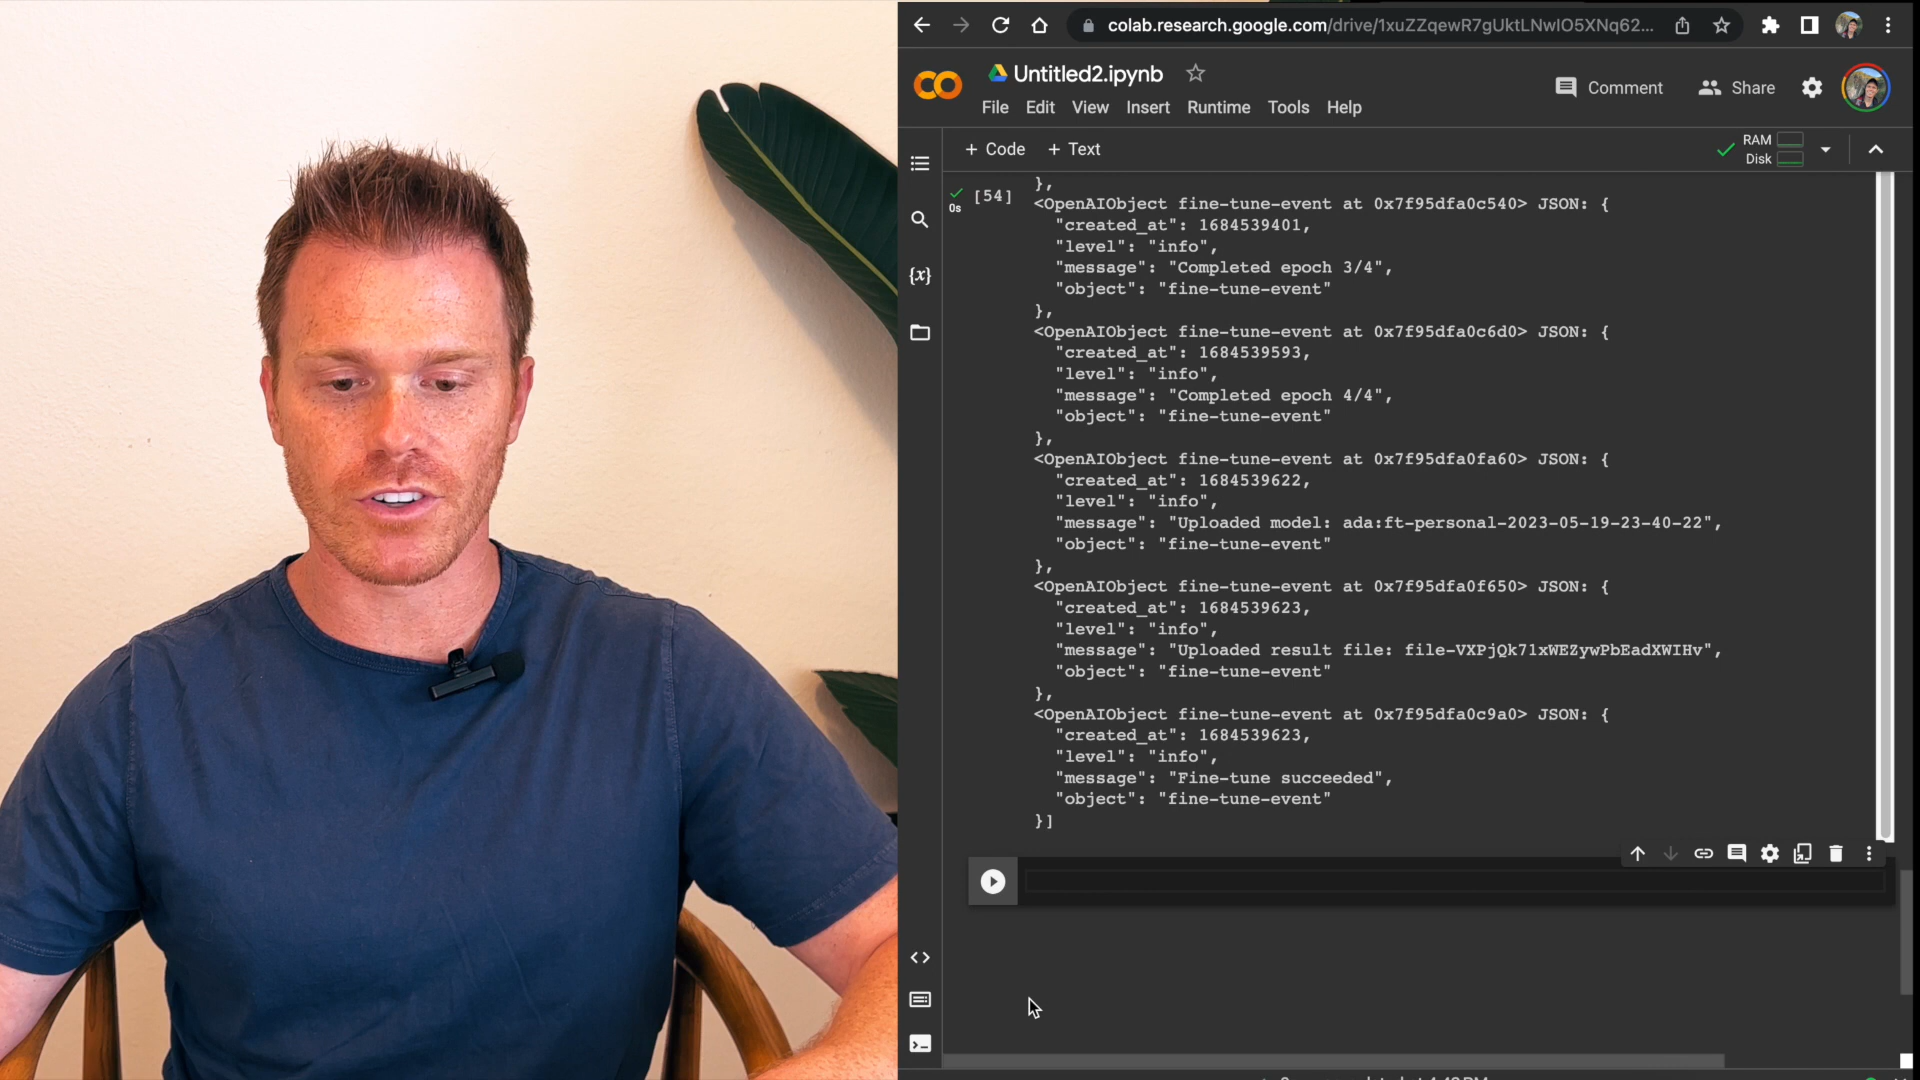 colab.research.google.com/drive/1xuZZqewR7gUktLNwIO5XNq62...
Untitled2.ipynb
Comment
Share
File Edit View Insert Runtime Tools Help
+ Code + Text
RAM
Disk
},
[54]
0s
<OpenAIObject fine-tune-event at 0x7f95dfa0c540> JSON: {
"created_at": 1684539401,
"level": "info",
"message": "Completed epoch 3/4",
"object": "fine-tune-event"
},
<OpenAIObject fine-tune-event at 0x7f95dfa0c6d0> JSON: {
"created_at": 1684539593,
"level": "info",
"message": "Completed epoch 4/4",
"object": "fine-tune-event"
},
<OpenAIObject fine-tune-event at 0x7f95dfa0fa60> JSON: {
"created_at": 1684539622,
"level": "info",
"message": "Uploaded model: ada:ft-personal-2023-05-19-23-40-22",
"object": "fine-tune-event"
},
<OpenAIObject fine-tune-event at 0x7f95dfa0f650> JSON: {
"created_at": 1684539623,
"level": "info",
"message": "Uploaded result file: file-VXPjQk71xWEZywPbEadXWIHv",
"object": "fine-tune-event"
},
<OpenAIObject fine-tune-event at 0x7f95dfa0c9a0> JSON: {
"created_at": 1684539623,
"level": "info",
"message": "Fine-tune succeeded",
"object": "fine-tune-event"
}]
{x}